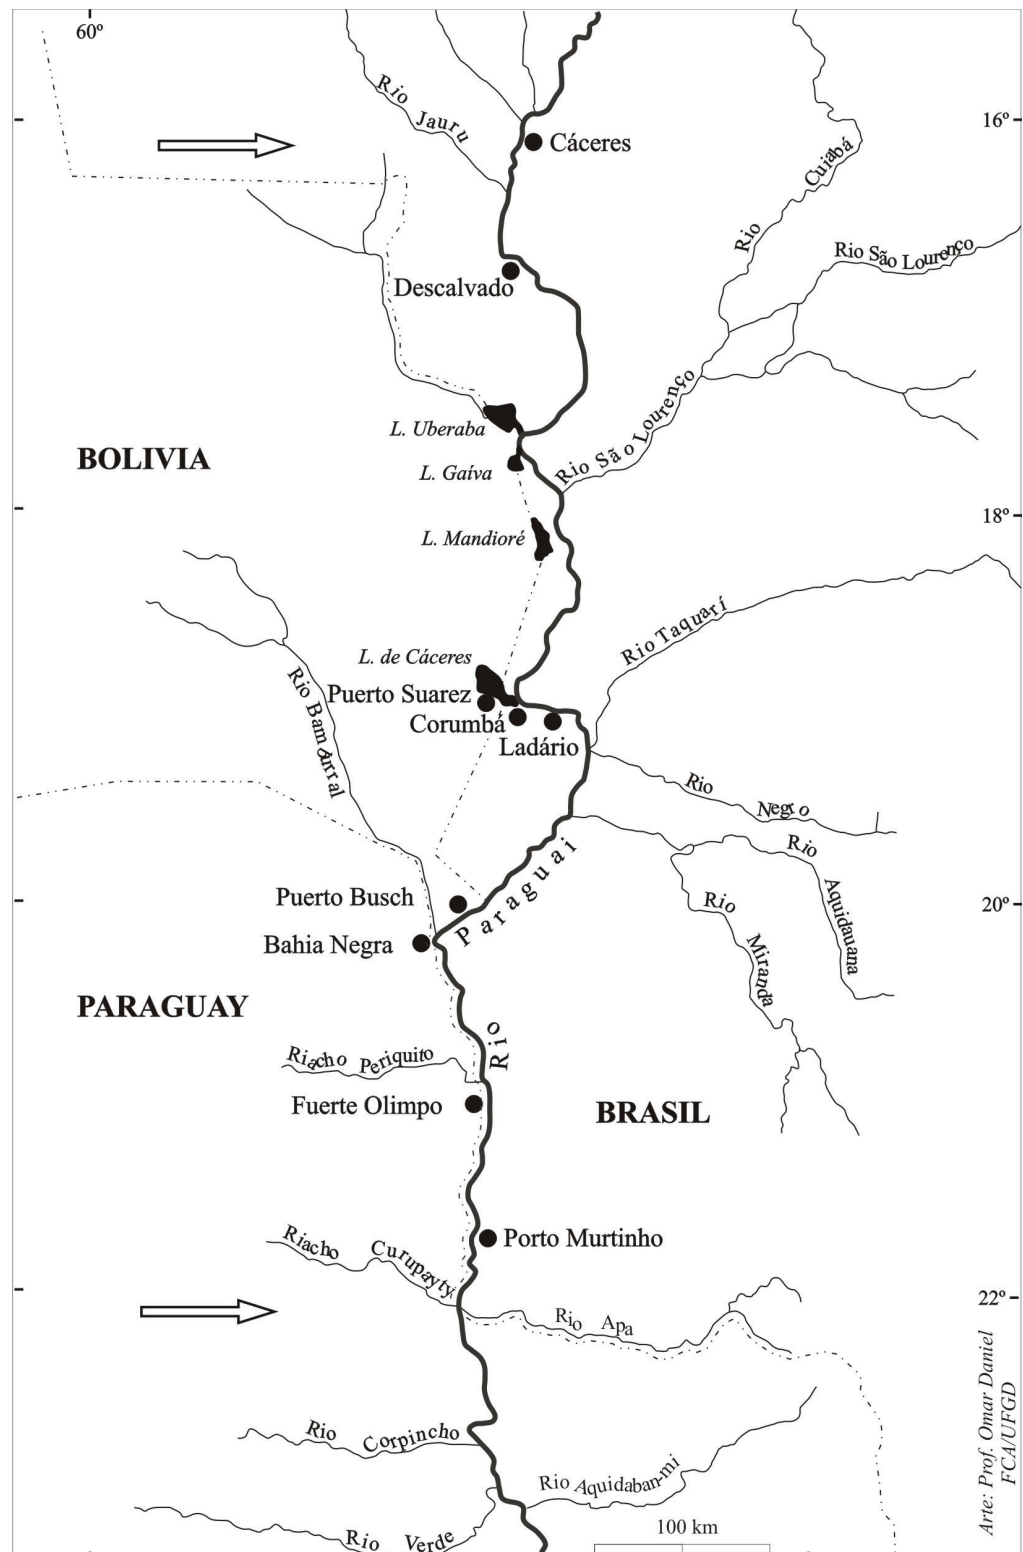 60º
16º
Rio Jauru
Cáceres
Rio Cuiabá
Rio São Lourenço
Descalvado
L. Uberaba
Rio São Lourenço
BOLIVIA
L. Gaíva
18º
L. Mandioré
Rio Taquarí
L. de Cáceres
Puerto Suarez
Corumbá
Ladário
Rio Bamburral
Rio Negro
Rio Aquidauana
Rio Paraguai
Puerto Busch
20º
Rio Miranda
Bahia Negra
PARAGUAY
Riacho Periquito
Fuerte Olimpo
BRASIL
Porto Murtinho
Riacho Curupayty
22º
Rio Apa
Rio Corpincho
Rio Aquidaban-mi
Rio Verde
100 km
Arte: Prof. Omar Daniel
FCA/UFGD